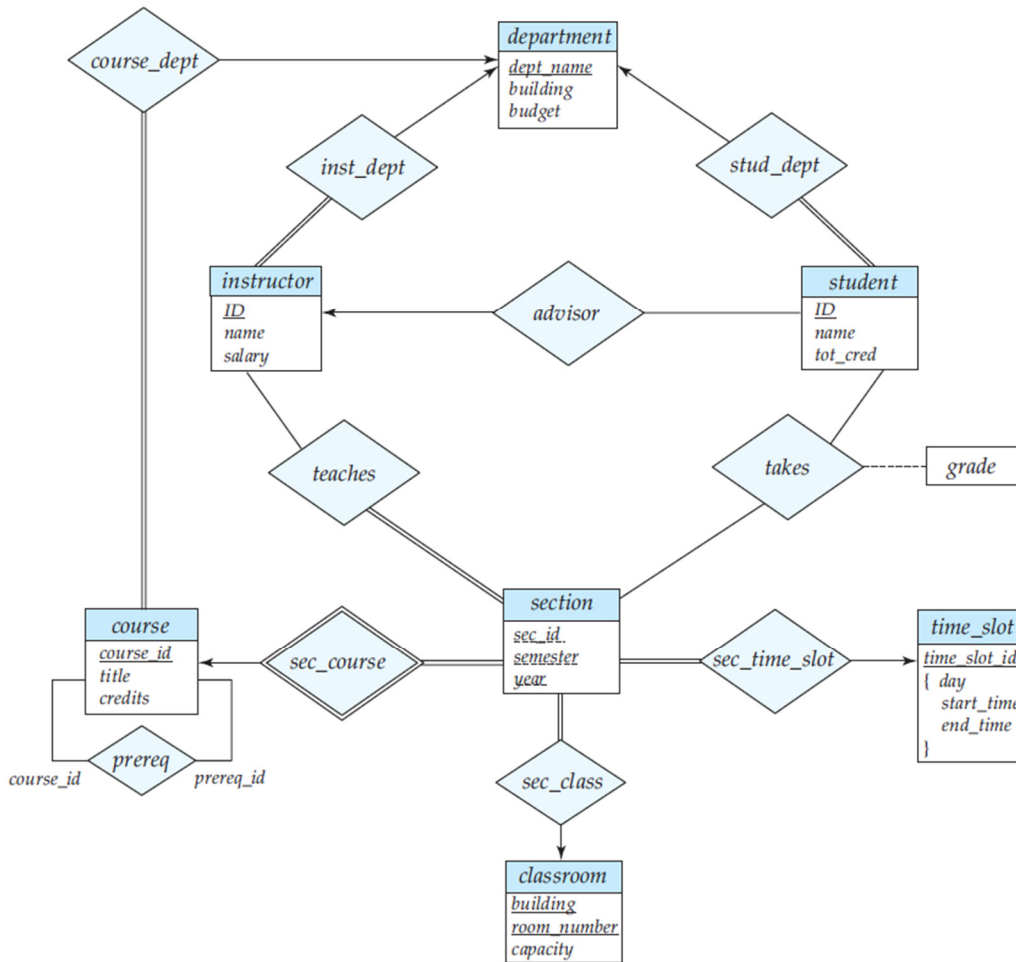 department
course_dept
dept_name
building
budget
inst_dept
stud_dept
instructor
ID
name
salary
advisor
student
ID
name
tot_cred
teaches
takes
grade
section
sec_id
semester
year
course
course_id
title
credits
sec_course
sec_time_slot
time_slot
time_slot_id
{ day
start_time
end_time
}
prereq
course_id
prereq_id
sec_class
classroom
building
room_number
capacity